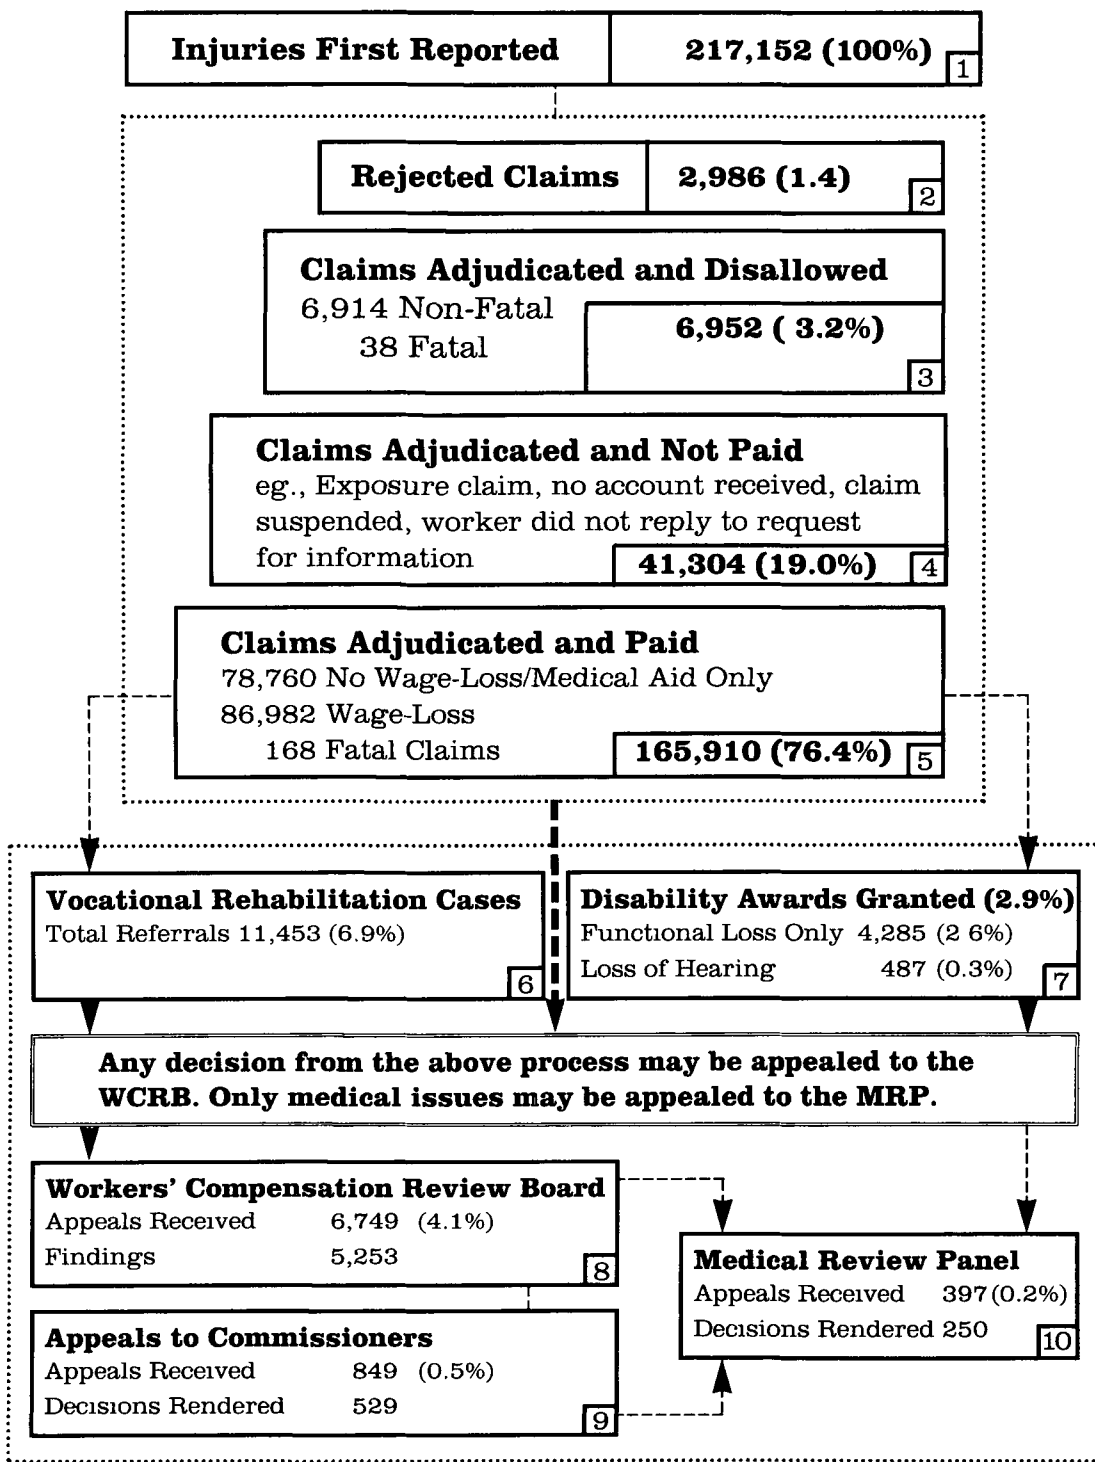 Injuries First Reported 217,152 (100%) 1
Rejected Claims 2,986 (1.4) 2
Claims Adjudicated and Disallowed
6,914 Non-Fatal
38 Fatal
6,952 ( 3.2%)
3
Claims Adjudicated and Not Paid
eg., Exposure claim, no account received, claim
suspended, worker did not reply to request
for information 41,304 (19.0%) 4
Claims Adjudicated and Paid
78,760 No Wage-Loss/Medical Aid Only
86,982 Wage-Loss
168 Fatal Claims 165,910 (76.4%) 5
Vocational Rehabilitation Cases
Total Referrals 11,453 (6.9%)
6
Disability Awards Granted (2.9%)
Functional Loss Only 4,285 (2 6%)
Loss of Hearing 487 (0.3%) 7
Any decision from the above process may be appealed to the
WCRB. Only medical issues may be appealed to the MRP.
Workers' Compensation Review Board
Appeals Received 6,749 (4.1%)
Findings 5,253 8
Appeals to Commissioners
Appeals Received 849 (0.5%)
Decisions Rendered 529 9
Medical Review Panel
Appeals Received 397 (0.2%)
Decisions Rendered 250 10